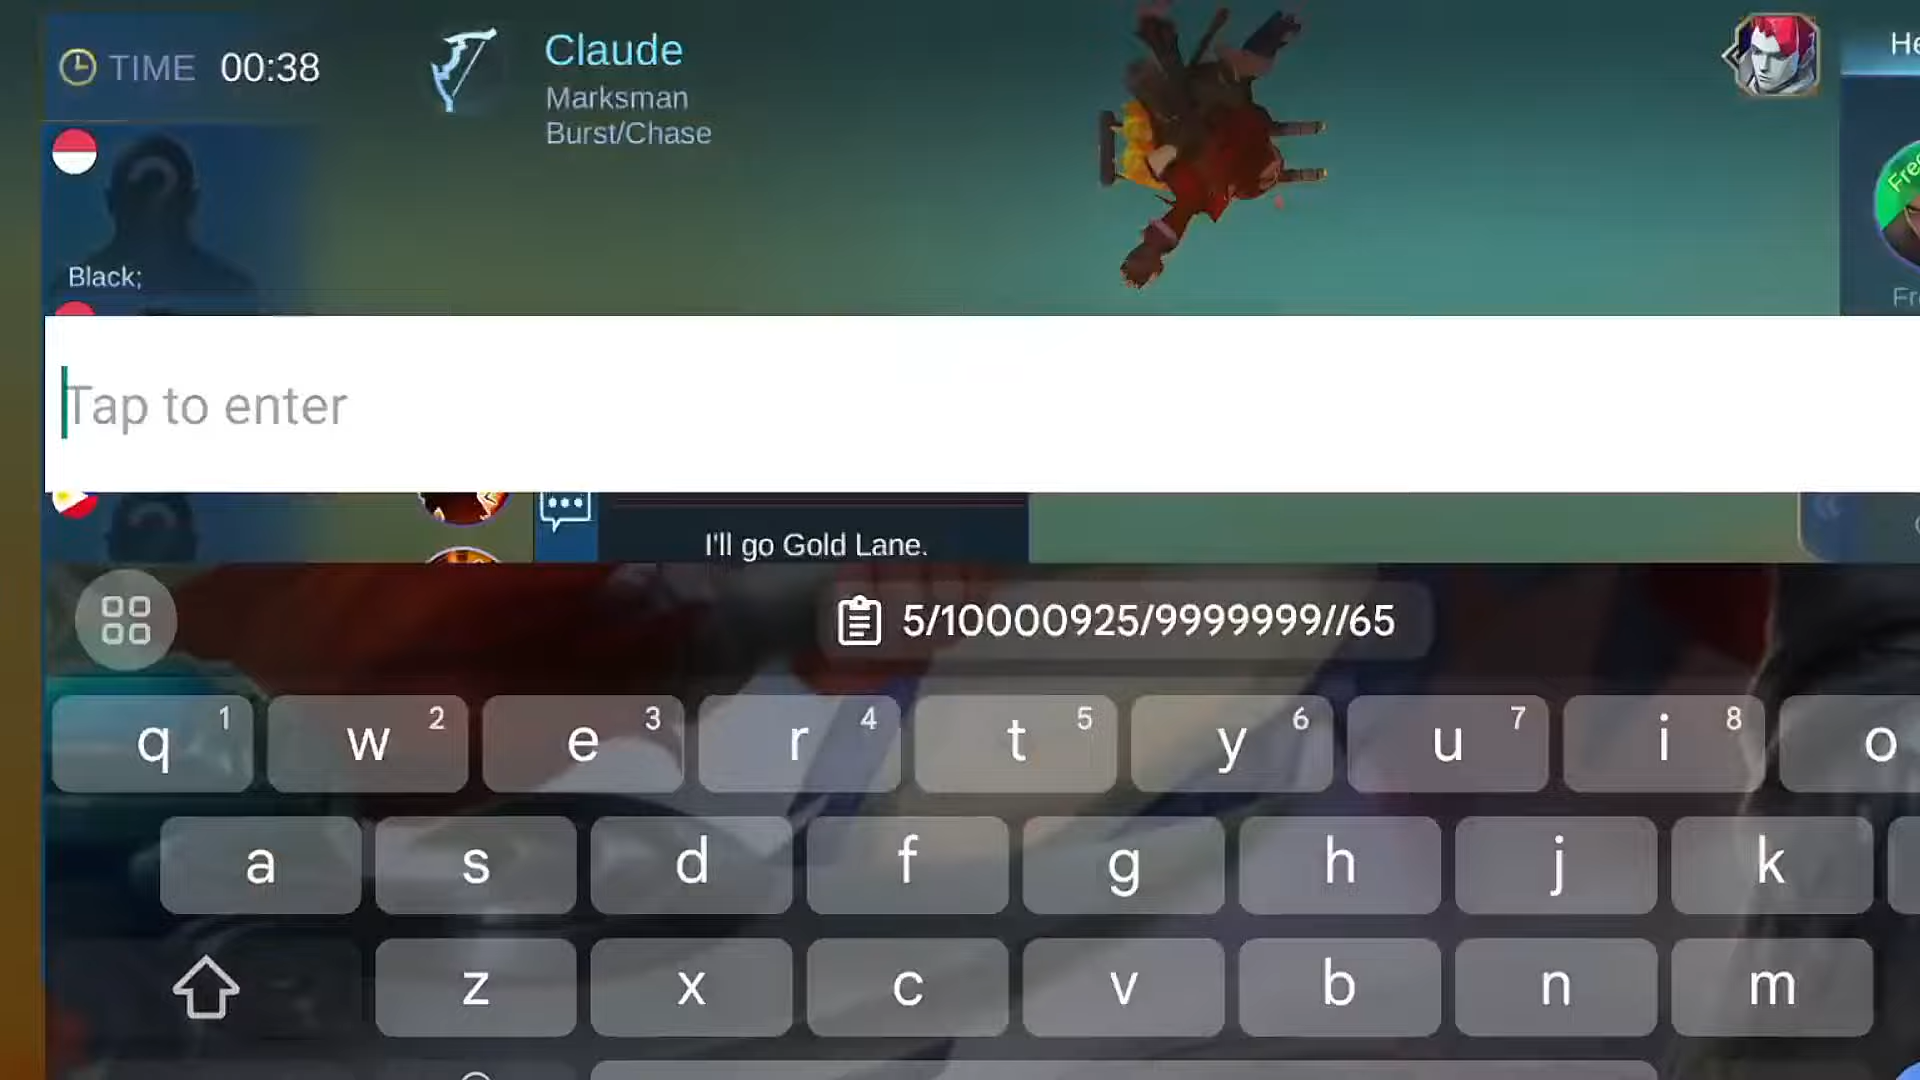 TIME 00:38
Claude
Marksman
Burst/Chase
Black;
Tap to enter
I'll go Gold Lane.
5/10000925/9999999//65
q 1 w 2 e 3 r 4 t 5 y 6 u 7 i 8 o
a s d f g h j k
z x c v b n m